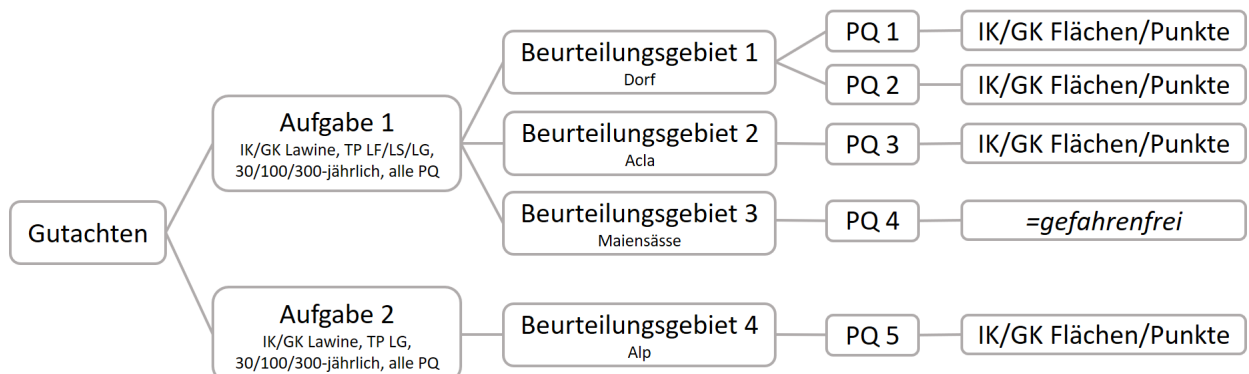 Gutachten
Aufgabe 1
IK/GK Lawine, TP LF/LS/LG,
30/100/300-jährlich, alle PQ
Beurteilungsgebiet 1
Dorf
PQ 1
IK/GK Flächen/Punkte
PQ 2
IK/GK Flächen/Punkte
Beurteilungsgebiet 2
Acla
PQ 3
IK/GK Flächen/Punkte
Beurteilungsgebiet 3
Maiensässe
PQ 4
=gefahrenfrei
Aufgabe 2
IK/GK Lawine, TP LG,
30/100/300-jährlich, alle PQ
Beurteilungsgebiet 4
Alp
PQ 5
IK/GK Flächen/Punkte